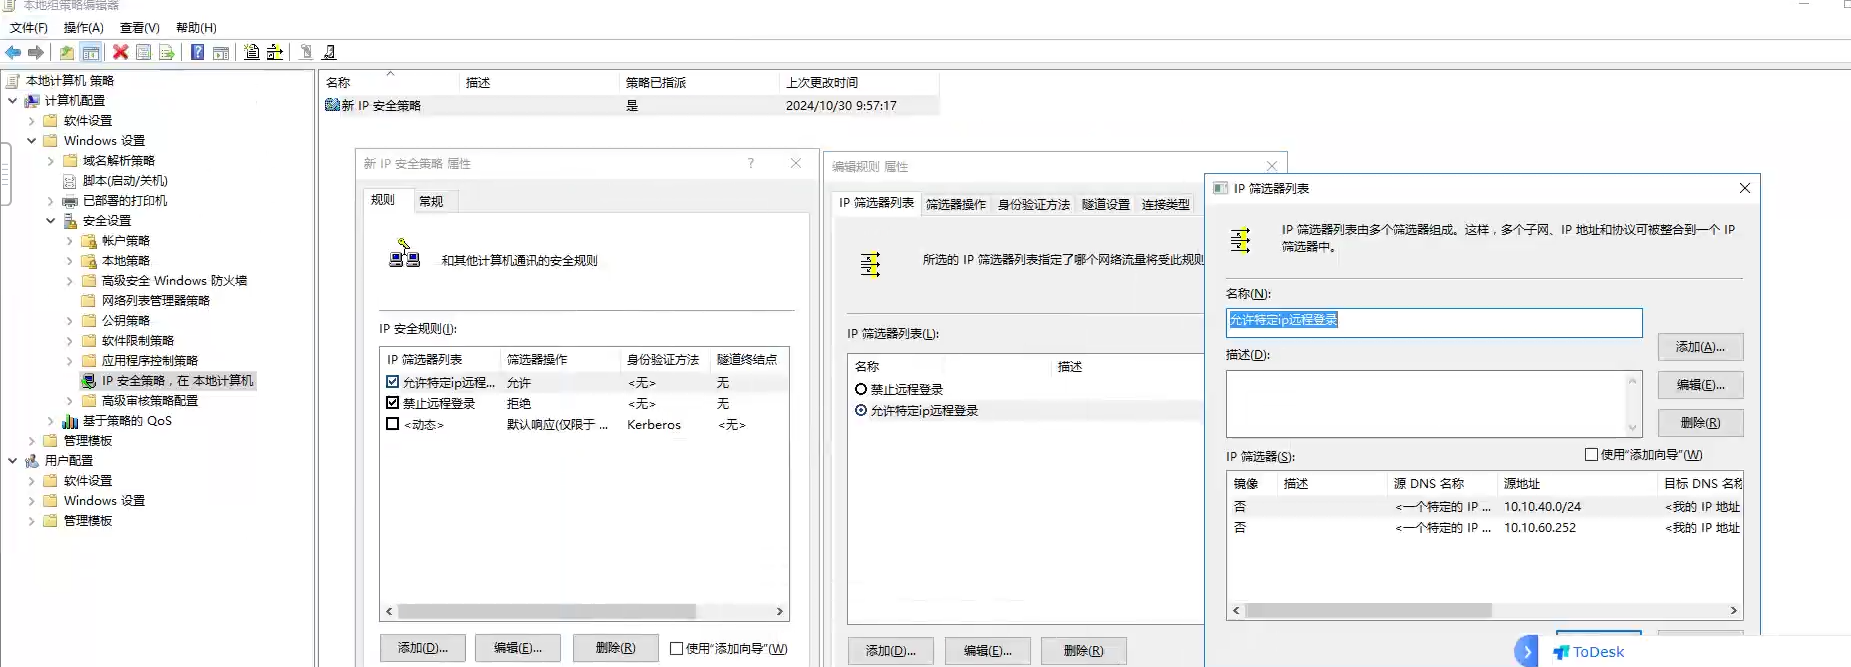 本地组策略编辑器
文件(F) 操作(A) 查看(V) 帮助(H)
本地计算机 策略
计算机配置
软件设置
Windows 设置
域名解析策略
脚本(启动/关机)
已部署的打印机
安全设置
帐户策略
本地策略
高级安全 Windows 防火墙
网络列表管理器策略
公钥策略
软件限制策略
应用程序控制策略
IP 安全策略，在 本地计算机
高级审核策略配置
基于策略的 QoS
管理模板
用户配置
软件设置
Windows 设置
管理模板
名称 描述 策略已指派 上次更改时间
新 IP 安全策略 是 2024/10/30 9:57:17
新 IP 安全策略 属性
规则 常规
和其他计算机通讯的安全规则
IP 安全规则(I):
IP 筛选器列表 筛选器操作 身份验证方法 隧道终结点
允许特定ip远程... 允许 <无> 无
禁止远程登录 拒绝 <无> 无
<动态> 默认响应(仅限于 ... Kerberos <无>
添加(D)... 编辑(E)... 删除(R) 使用"添加向导"(W)
编辑规则 属性
IP 筛选器列表 筛选器操作 身份验证方法 隧道设置 连接类型
所选的 IP 筛选器列表指定了哪个网络流量将受此规则
IP 筛选器列表(L):
名称 描述
禁止远程登录
允许特定ip远程登录
添加(D)... 编辑(E)... 删除(R)
IP 筛选器列表
IP 筛选器列表由多个筛选器组成。这样，多个子网、IP 地址和协议可被整合到一个 IP
筛选器中。
名称(N):
允许特定ip远程登录
添加(A)...
描述(D):
编辑(E)...
删除(R)
IP 筛选器(S): 使用"添加向导"(W)
镜像 描述 源 DNS 名称 源地址 目标 DNS 名称
否 <一个特定的 IP ... 10.10.40.0/24 <我的 IP 地址
否 <一个特定的 IP ... 10.10.60.252 <我的 IP 地址
ToDesk